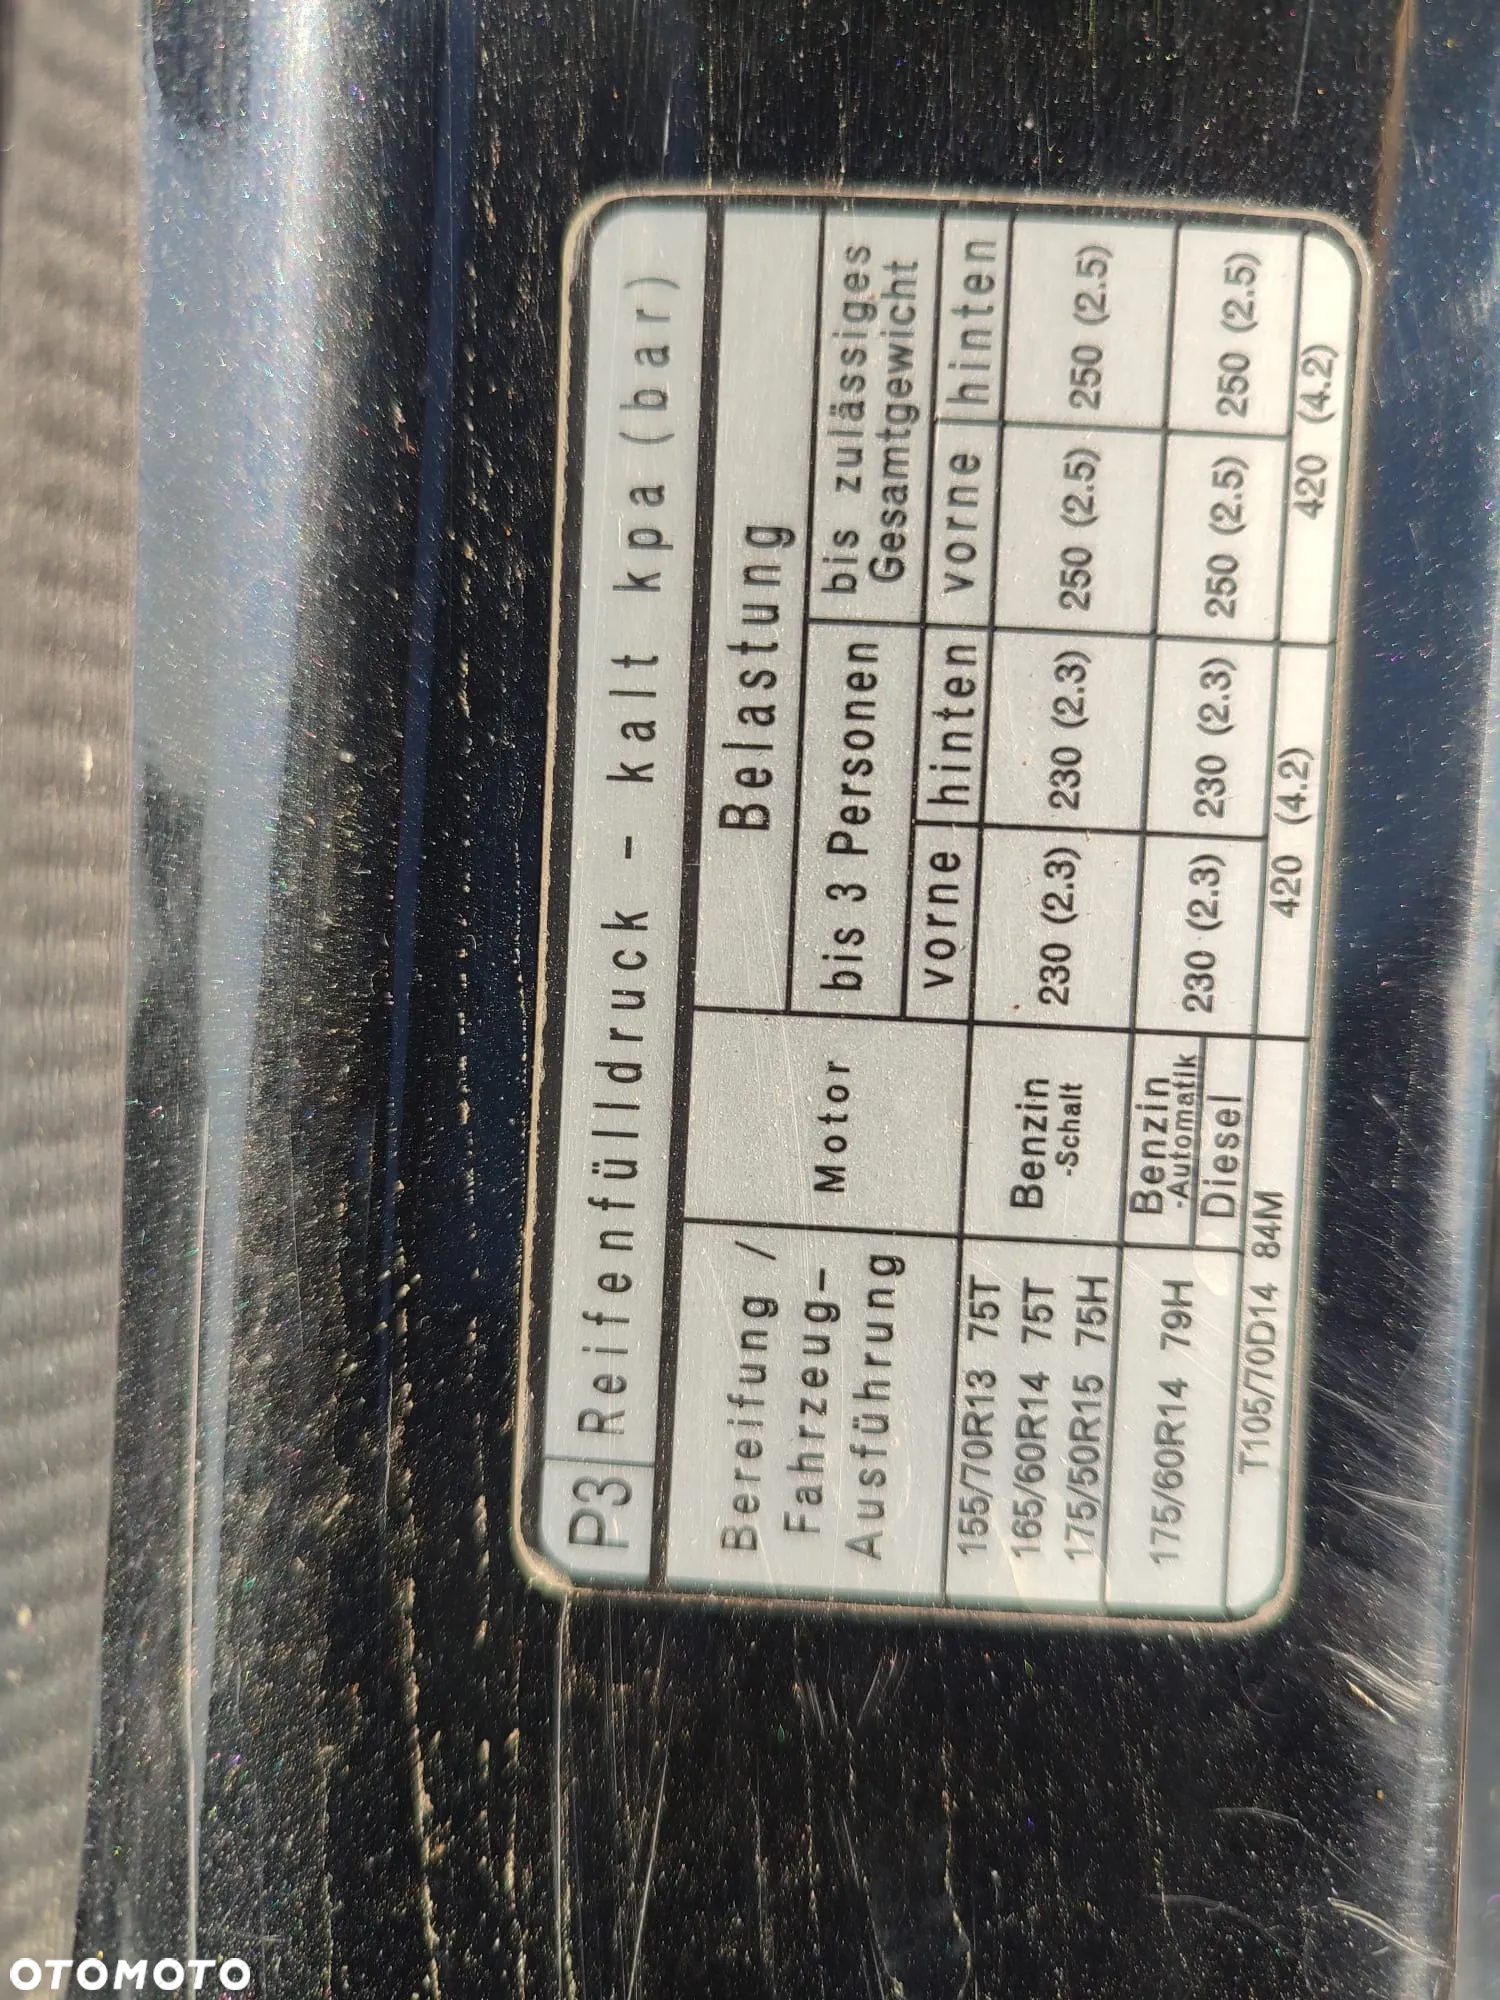 P3 Reifenfülldruck - kalt kpa (bar)
Bereifung / Fahrzeug- Ausführung
Motor
Belastung
bis 3 Personen
bis zulässiges Gesamtgewicht
vorne hinten vorne hinten
155/70R13 75T
165/60R14 75T
175/50R15 75H
Benzin -Schalt
230 (2.3) 230 (2.3) 250 (2.5) 250 (2.5)
175/60R14 79H
Benzin -Automatik
Diesel
230 (2.3) 230 (2.3) 250 (2.5) 250 (2.5)
T105/70D14 84M 420 (4.2) 420 (4.2)
OTOMOTO